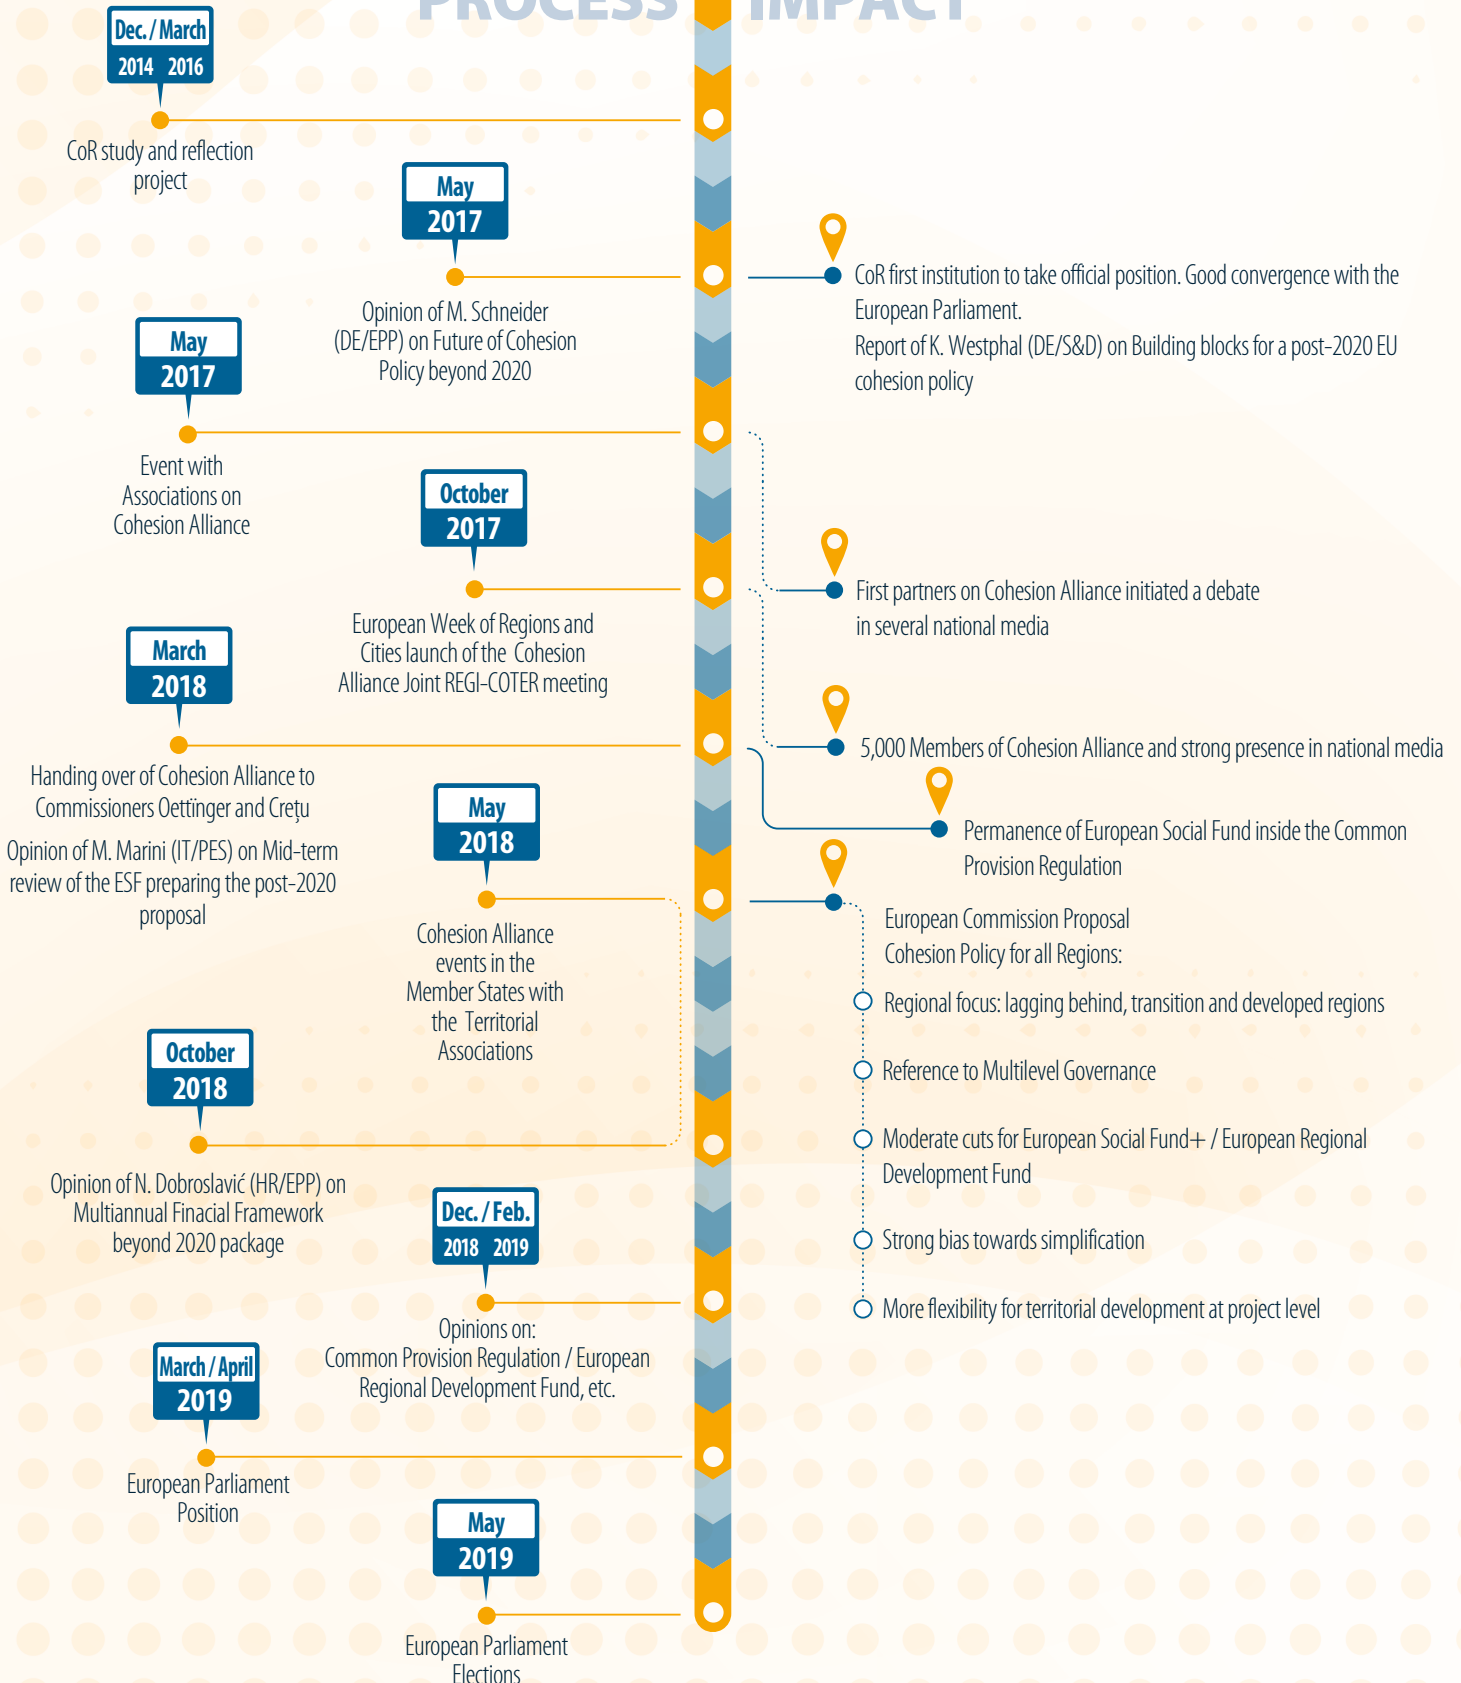 PROCESS IMPACT
Dec. / March
2014 2016
CoR study and reflection
project
May
2017
Opinion of M. Schneider
(DE/EPP) on Future of Cohesion
Policy beyond 2020
CoR first institution to take official position. Good convergence with the
European Parliament.
Report of K. Westphal (DE/S&D) on Building blocks for a post-2020 EU
cohesion policy
May
2017
Event with
Associations on
Cohesion Alliance
First partners on Cohesion Alliance initiated a debate
in several national media
October
2017
European Week of Regions and
Cities launch of the Cohesion
Alliance Joint REGI-COTER meeting
5,000 Members of Cohesion Alliance and strong presence in national media
March
2018
Handing over of Cohesion Alliance to
Commissioners Oettïnger and Creţu
Opinion of M. Marini (IT/PES) on Mid-term
review of the ESF preparing the post-2020
proposal
Permanence of European Social Fund inside the Common
Provision Regulation
May
2018
Cohesion Alliance
events in the
Member States with
the Territorial
Associations
European Commission Proposal
Cohesion Policy for all Regions:
Regional focus: lagging behind, transition and developed regions
Reference to Multilevel Governance
Moderate cuts for European Social Fund+ / European Regional
Development Fund
Strong bias towards simplification
More flexibility for territorial development at project level
October
2018
Opinion of N. Dobroslavić (HR/EPP) on
Multiannual Finacial Framework
beyond 2020 package
Dec. / Feb.
2018 2019
Opinions on:
Common Provision Regulation / European
Regional Development Fund, etc.
March / April
2019
European Parliament
Position
May
2019
European Parliament
Elections